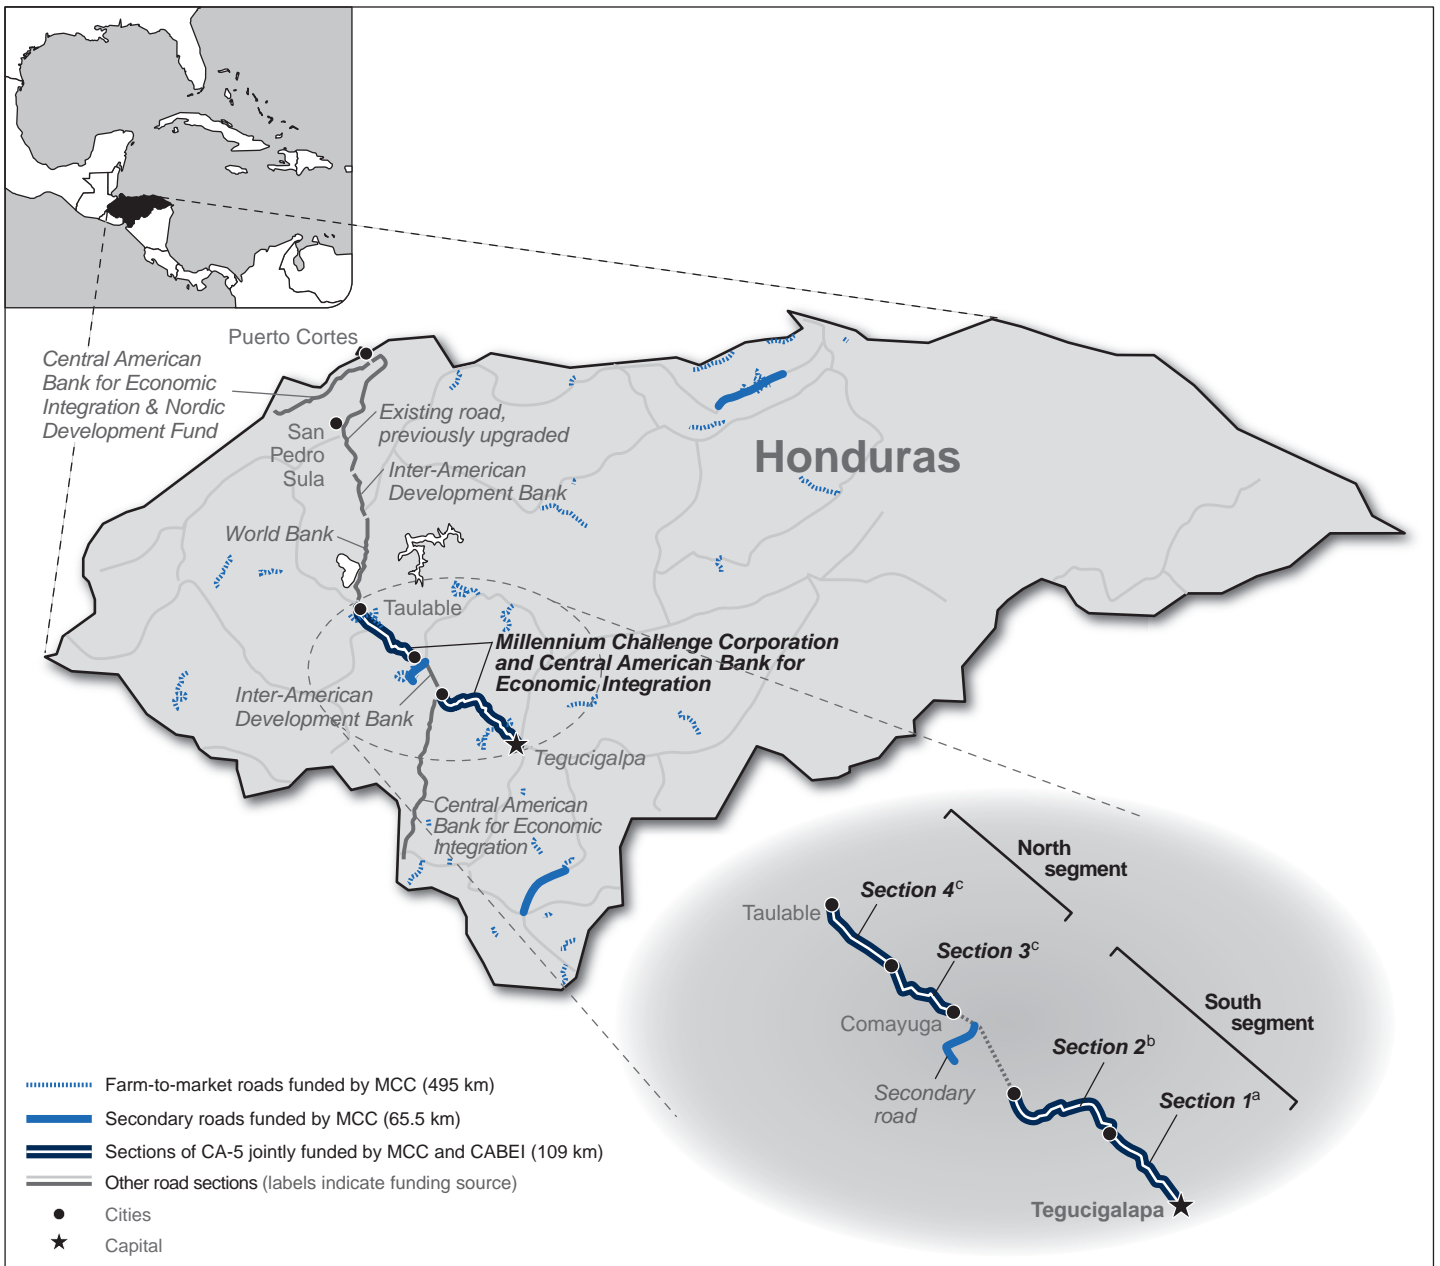 Puerto Cortes
Central American
Bank for Economic
Integration & Nordic
Development Fund
Existing road,
previously upgraded
San
Pedro
Sula
Honduras
Inter-American
Development Bank
World Bank
Taulable
Millennium Challenge Corporation
and Central American Bank for
Economic Integration
Inter-American
Development Bank
Tegucigalpa
Central American
Bank for Economic
Integration
North
segment
Section 4c
Taulable
Section 3c
South
segment
Comayuga
Section 2b
Secondary
road
Section 1a
Tegucigalapa
Farm-to-market roads funded by MCC (495 km)
Secondary roads funded by MCC (65.5 km)
Sections of CA-5 jointly funded by MCC and CABEI (109 km)
Other road sections (labels indicate funding source)
Cities
Capital